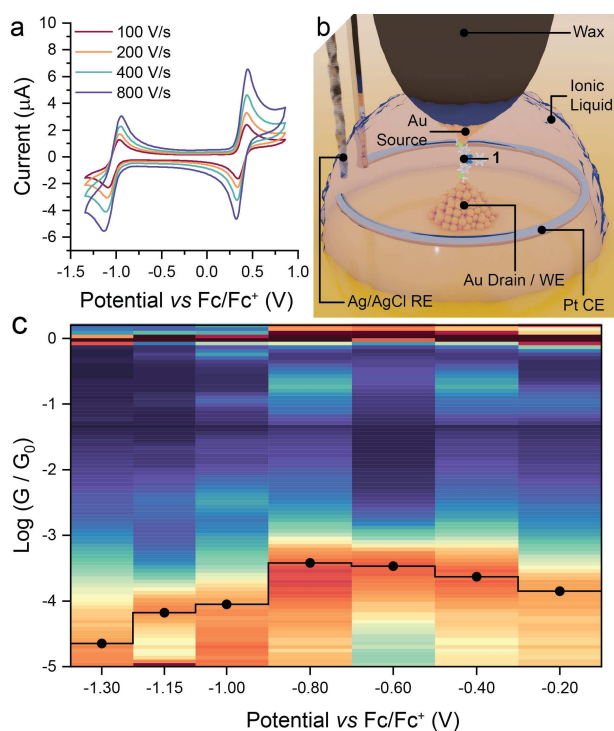 a
100 V/s
200 V/s
400 V/s
800 V/s
Current (μA)
10
8
6
4
2
0
-2
-4
-6
-1.5 -1.0 -0.5 0.0 0.5 1.0
Potential vs Fc/Fc⁺ (V)
b
Wax
Ionic
Liquid
Au
Source
1
Au Drain / WE
Ag/AgCl RE
Pt CE
c
Log (G / G₀)
0
-1
-2
-3
-4
-5
-1.30 -1.15 -1.00 -0.80 -0.60 -0.40 -0.20
Potential vs Fc/Fc⁺ (V)